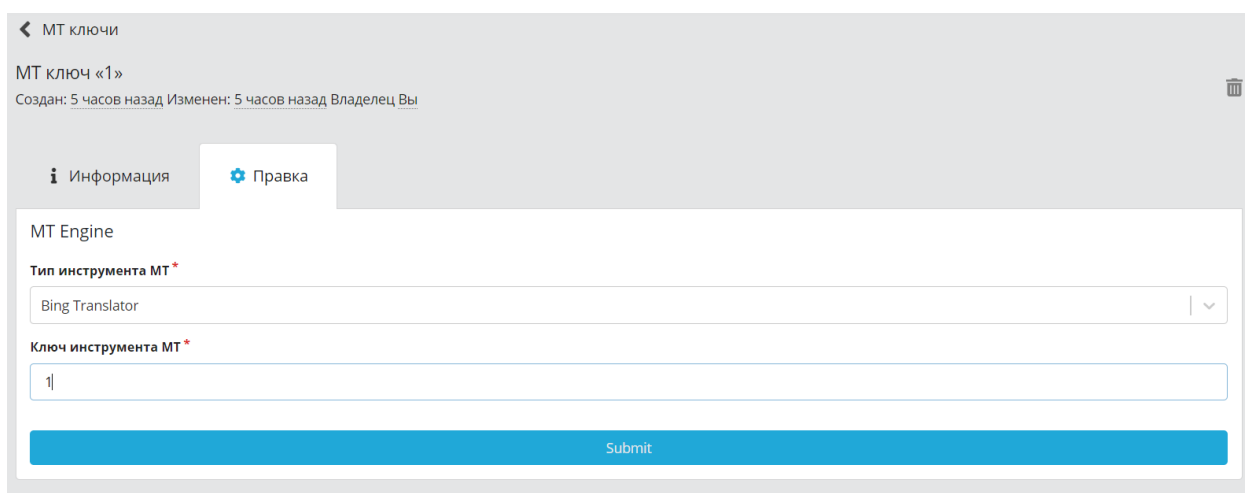 МТ ключи
МТ ключ «1»
Создан: 5 часов назад Изменен: 5 часов назад Владелец Вы
Информация
Правка
MT Engine
Тип инструмента МТ*
Bing Translator
Ключ инструмента МТ*
1
Submit